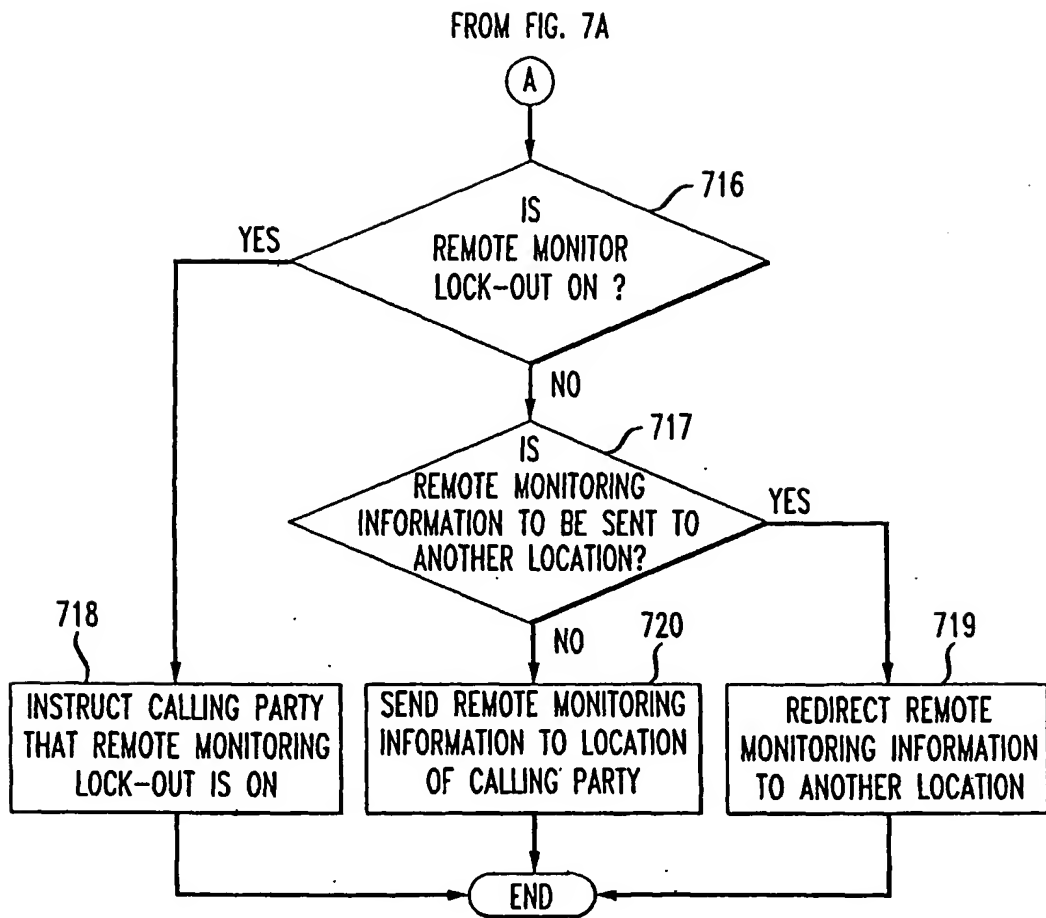 FROM FIG. 7A
A
716
IS
REMOTE MONITOR
LOCK-OUT ON ?
YES
NO
717
IS
REMOTE MONITORING
INFORMATION TO BE SENT TO
ANOTHER LOCATION?
YES
NO
718
INSTRUCT CALLING PARTY
THAT REMOTE MONITORING
LOCK-OUT IS ON
720
SEND REMOTE MONITORING
INFORMATION TO LOCATION
OF CALLING PARTY
719
REDIRECT REMOTE
MONITORING INFORMATION
TO ANOTHER LOCATION
END